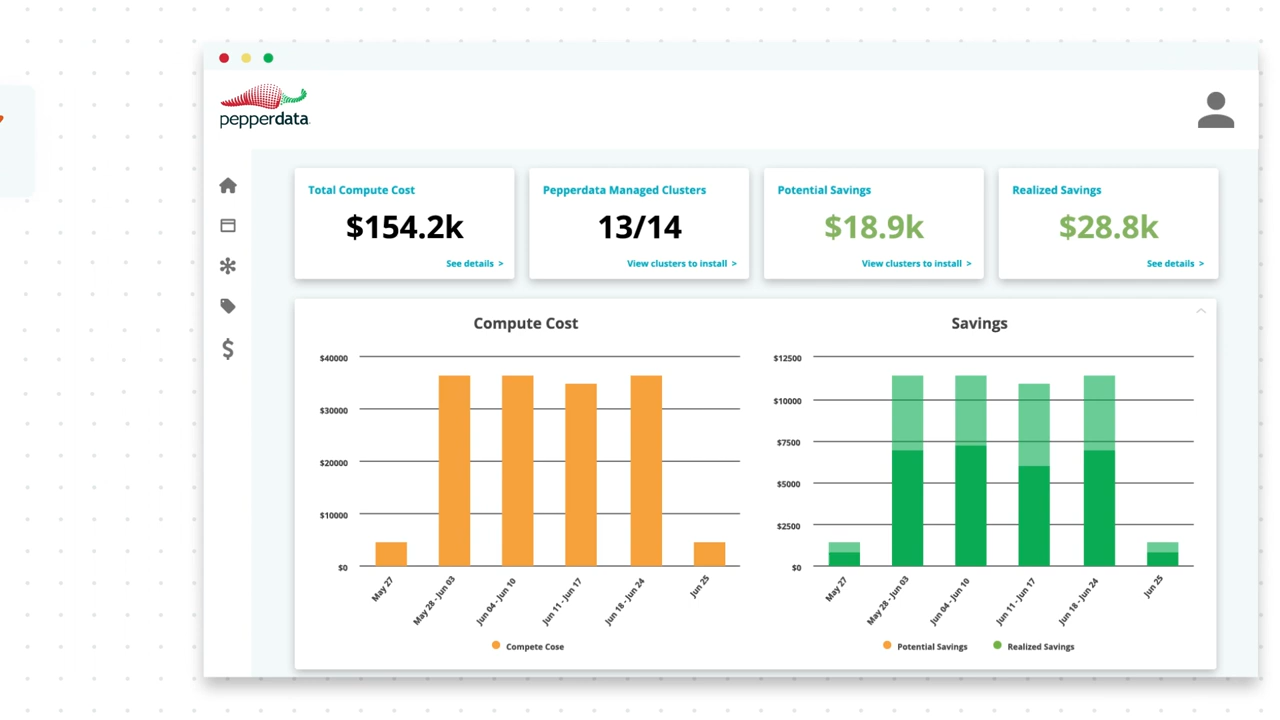 pepperdata
Total Compute Cost
$154.2k
See details >
Pepperdata Managed Clusters
13/14
View clusters to install >
Potential Savings
$18.9k
View clusters to install >
Realized Savings
$28.8k
See details >
Compute Cost
$40000
$30000
$20000
$10000
$0
May 27
May 28 - Jun 03
Jun 04 - Jun 10
Jun 11 - Jun 17
Jun 18 - Jun 24
Jun 25
Compete Cose
Savings
$12500
$10000
$7500
$5000
$2500
$0
May 27
May 28 - Jun 03
Jun 04 - Jun 10
Jun 11 - Jun 17
Jun 18 - Jun 24
Jun 25
Potential Savings
Realized Savings